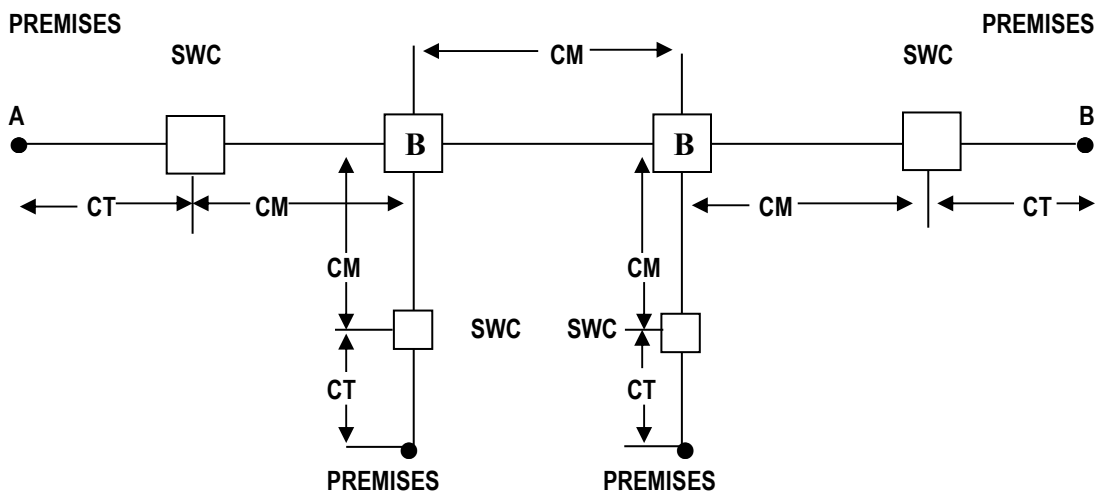 PREMISES PREMISES
SWC CM SWC
A B
B B
CT CM CM CT
CM CM
SWC SWC
CT CT
PREMISES PREMISES